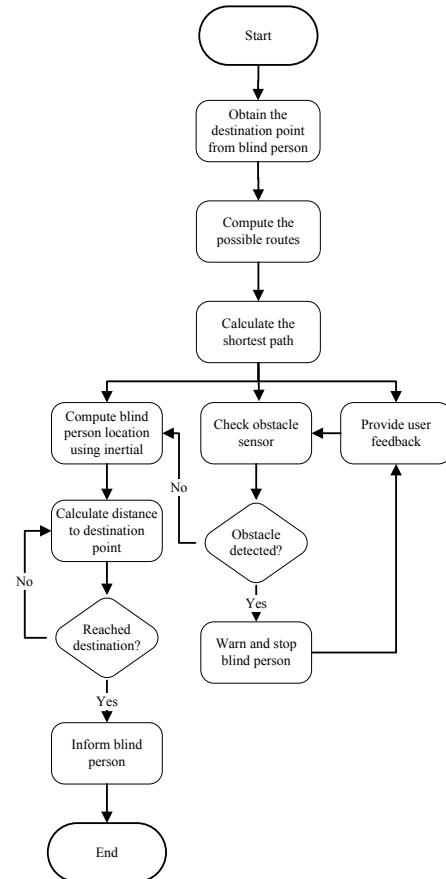 Start
Obtain the
destination point
from blind person
Compute the
possible routes
Calculate the
shortest path
Compute blind
person location
using inertial
Check obstacle
sensor
Provide user
feedback
No
Calculate distance
to destination
point
Obstacle
detected?
No
Yes
Reached
destination?
Warn and stop
blind person
Yes
Inform blind
person
End